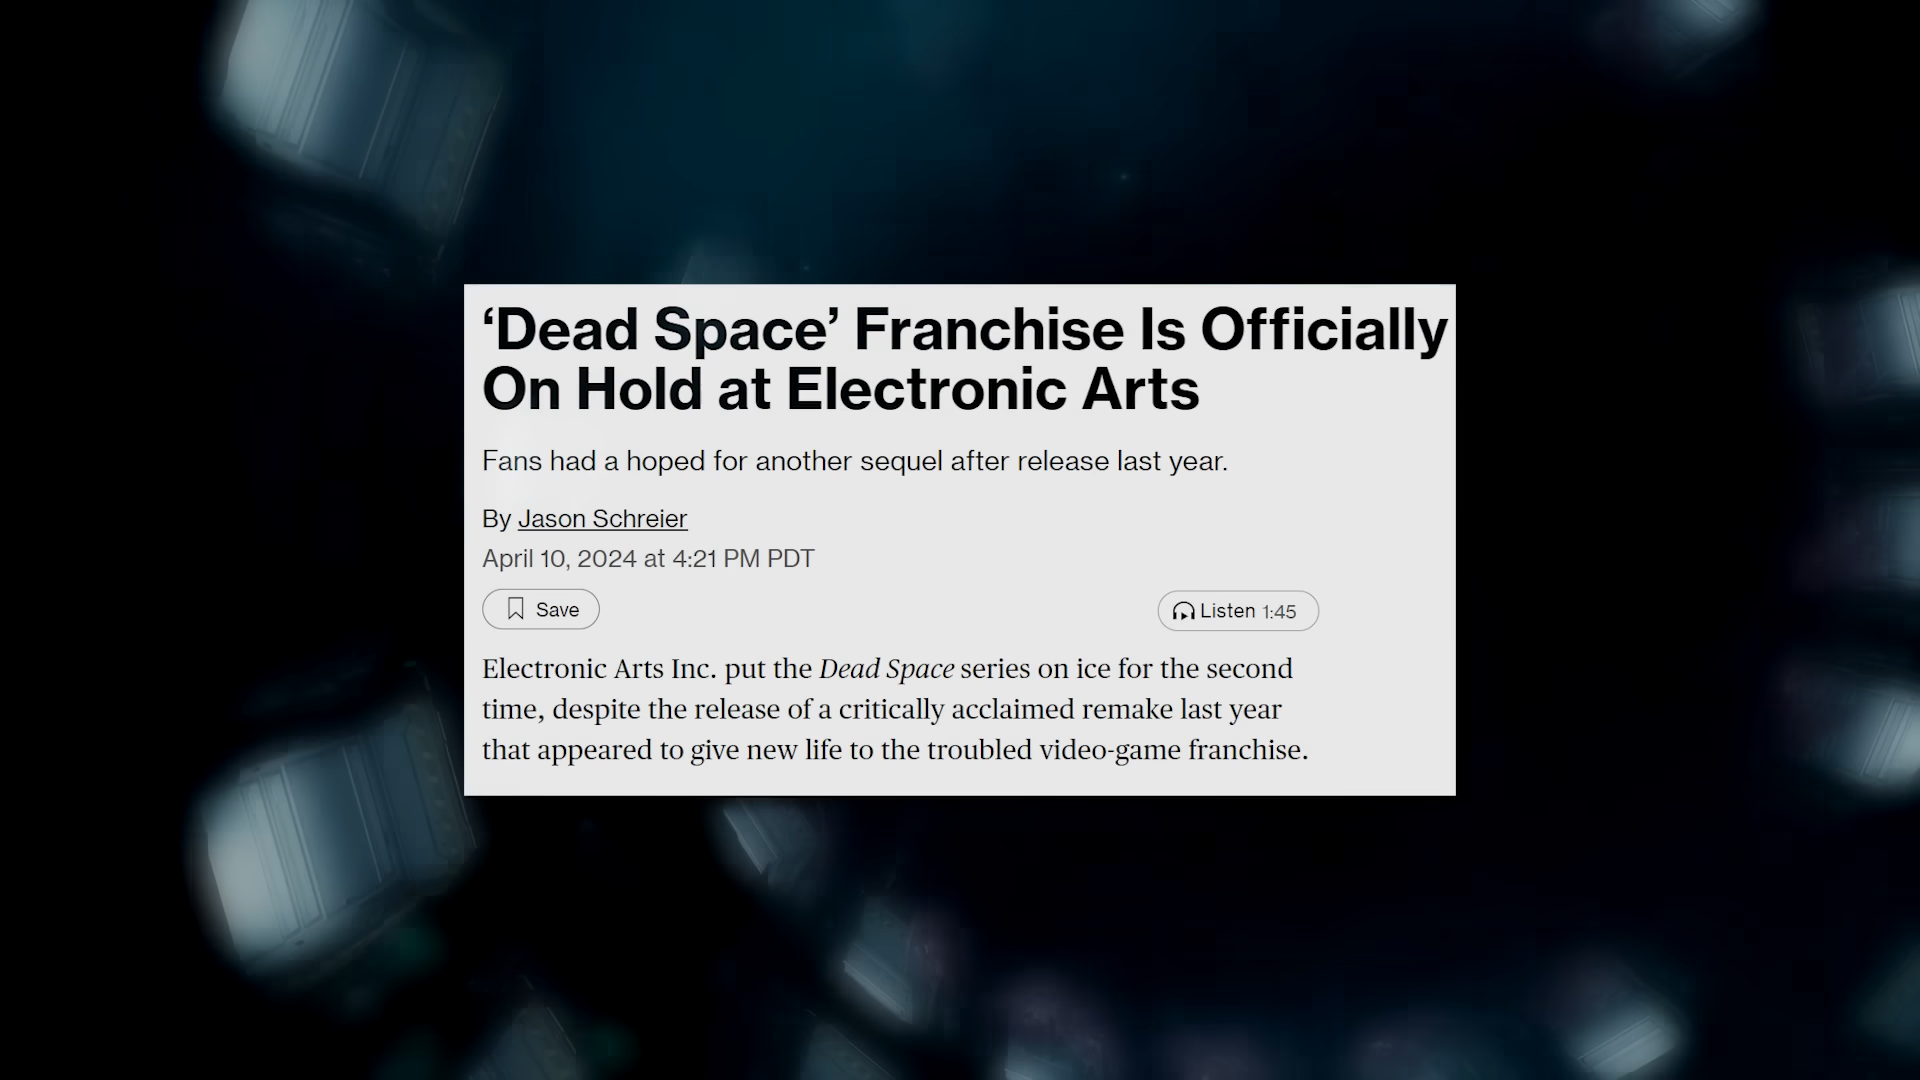 ‘Dead Space’ Franchise Is Officially
On Hold at Electronic Arts
Fans had a hoped for another sequel after release last year.
By Jason Schreier
April 10, 2024 at 4:21 PM PDT
Save
Listen 1:45
Electronic Arts Inc. put the Dead Space series on ice for the second
time, despite the release of a critically acclaimed remake last year
that appeared to give new life to the troubled video-game franchise.